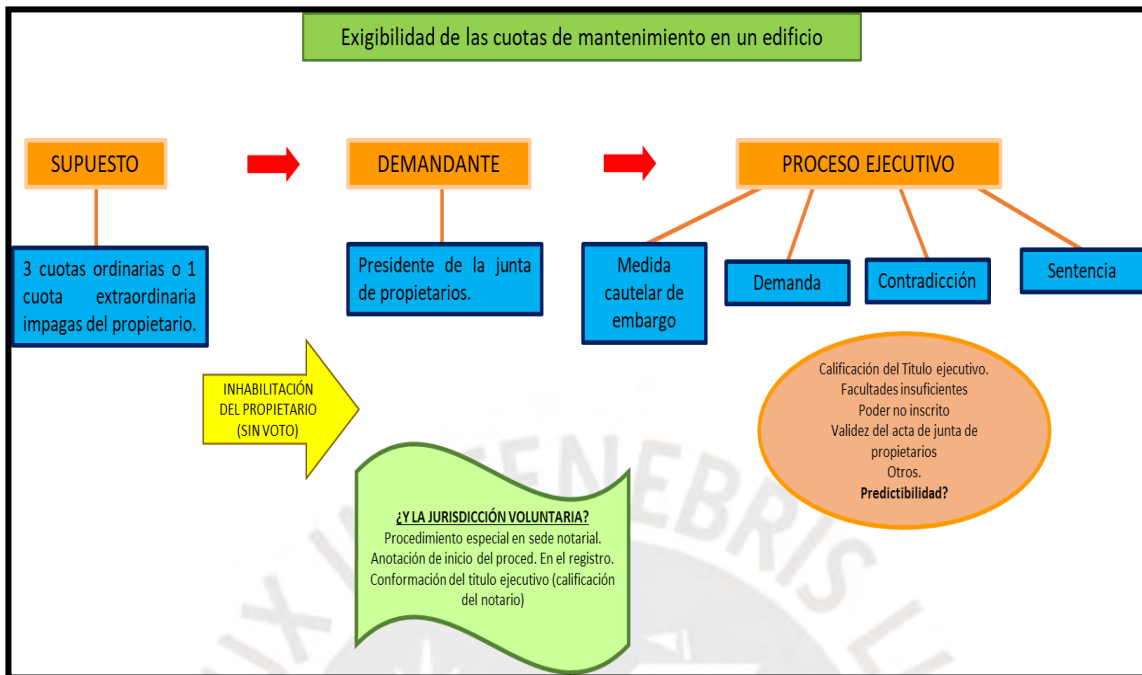 Exigibilidad de las cuotas de mantenimiento en un edificio
SUPUESTO
DEMANDANTE
PROCESO EJECUTIVO
3 cuotas ordinarias o 1
cuota extraordinaria
impagas del propietario.
Presidente de la junta
de propietarios.
Medida
cautelar de
embargo
Demanda
Contradicción
Sentencia
INHABILITACIÓN
DEL PROPIETARIO
(SIN VOTO)
Calificación del Titulo ejecutivo.
Facultades insuficientes
Poder no inscrito
Validez del acta de junta de
propietarios
Otros.
Predictibilidad?
¿Y LA JURISDICCIÓN VOLUNTARIA?
Procedimiento especial en sede notarial.
Anotación de inicio del proced. En el registro.
Conformación del titulo ejecutivo (calificación
del notario)